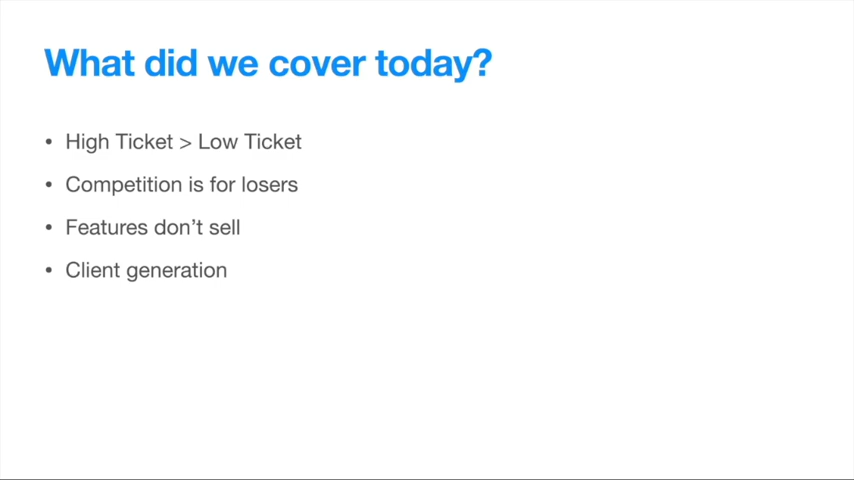 What did we cover today?
• High Ticket > Low Ticket
• Competition is for losers
• Features don’t sell
• Client generation